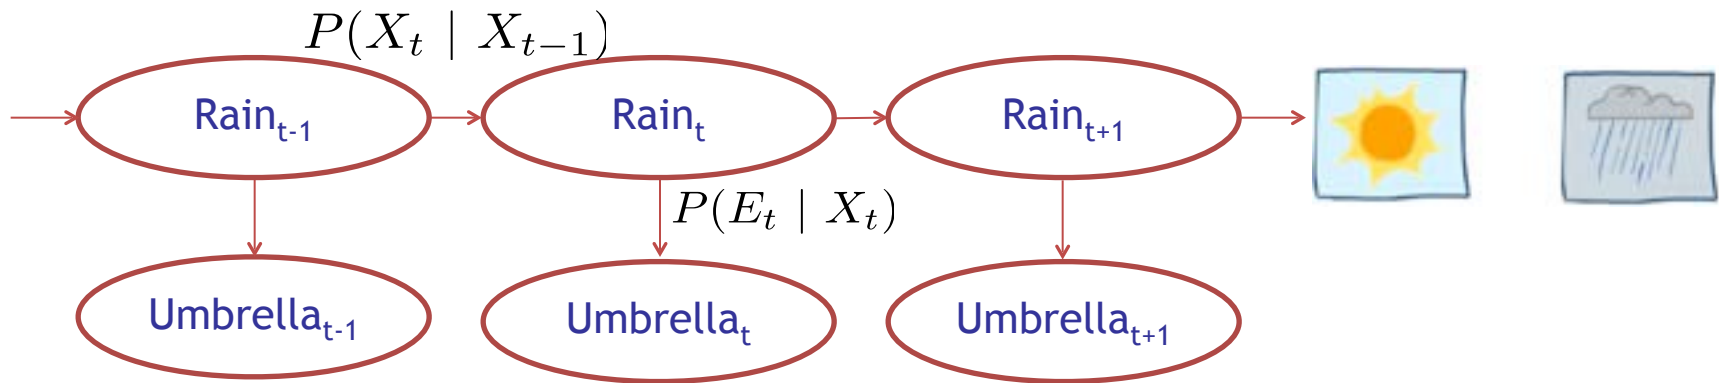 P(X_t | X_{t-1})
Rain_{t-1} Rain_t Rain_{t+1}
P(E_t | X_t)
Umbrella_{t-1} Umbrella_t Umbrella_{t+1}